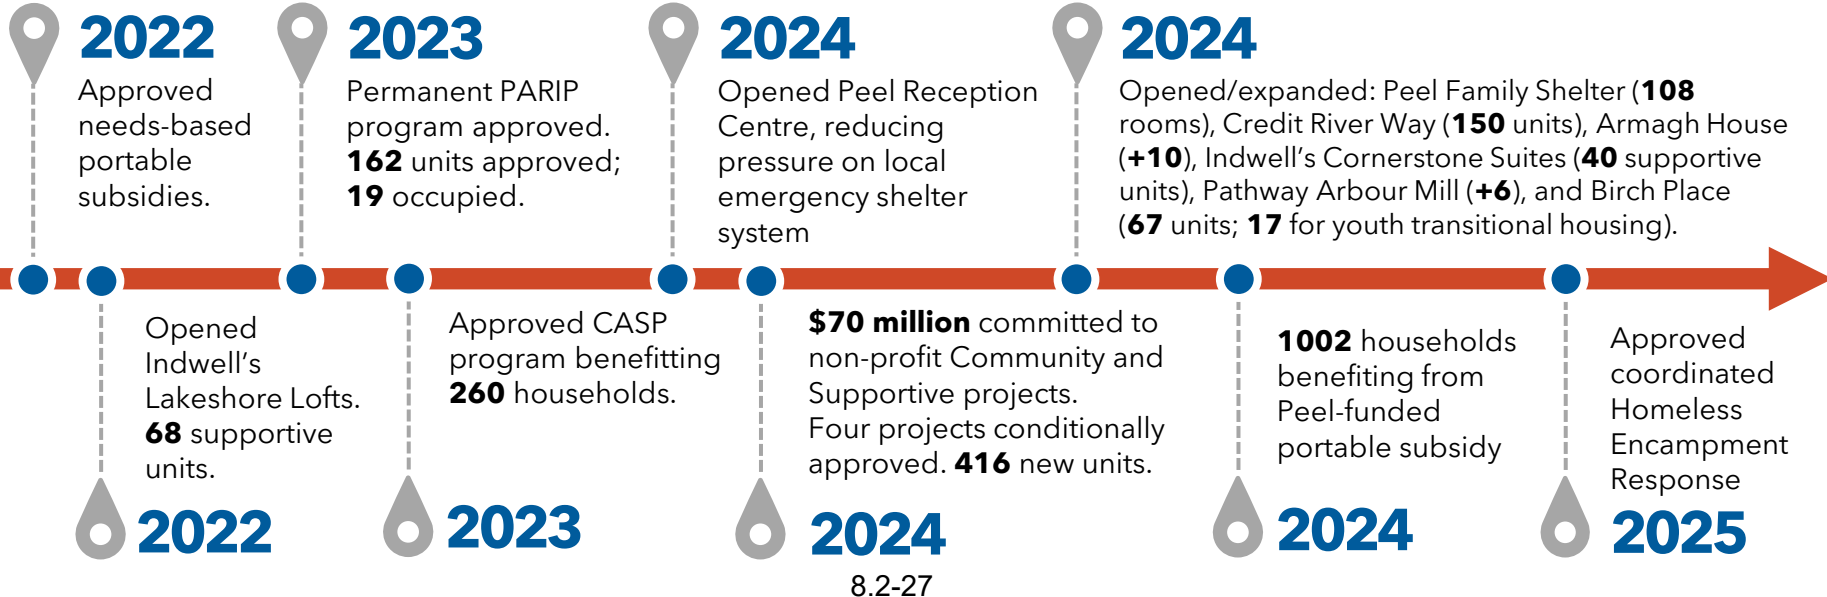 2022
Approved
needs-based
portable
subsidies.
2023
Permanent PARIP
program approved.
162 units approved;
19 occupied.
2024
Opened Peel Reception
Centre, reducing
pressure on local
emergency shelter
system
2024
Opened/expanded: Peel Family Shelter (108
rooms), Credit River Way (150 units), Armagh House
(+10), Indwell’s Cornerstone Suites (40 supportive
units), Pathway Arbour Mill (+6), and Birch Place
(67 units; 17 for youth transitional housing).
Opened
Indwell’s
Lakeshore Lofts.
68 supportive
units.
2022
Approved CASP
program benefitting
260 households.
2023
$70 million committed to
non-profit Community and
Supportive projects.
Four projects conditionally
approved. 416 new units.
2024
1002 households
benefiting from
Peel-funded
portable subsidy
2024
Approved
coordinated
Homeless
Encampment
Response
2025
8.2-27